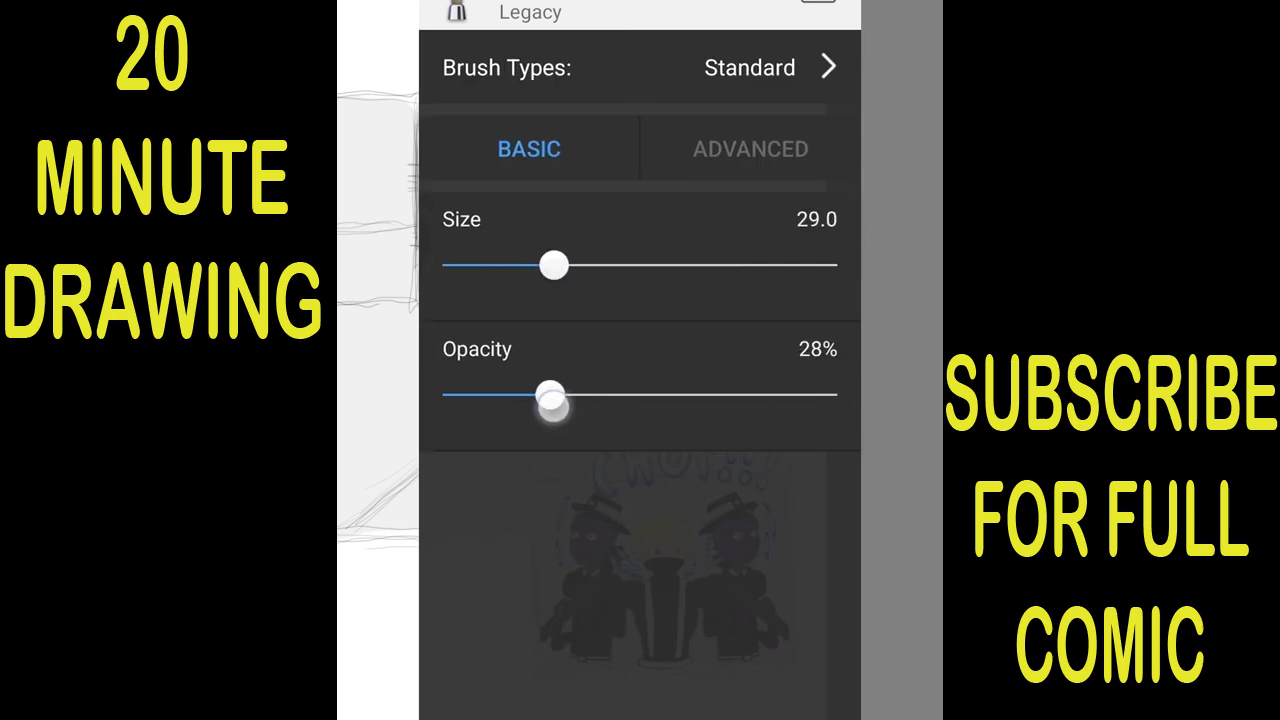 20
MINUTE
DRAWING
Legacy
Brush Types: Standard
BASIC ADVANCED
Size 29.0
Opacity 28%
SUBSCRIBE
FOR FULL
COMIC